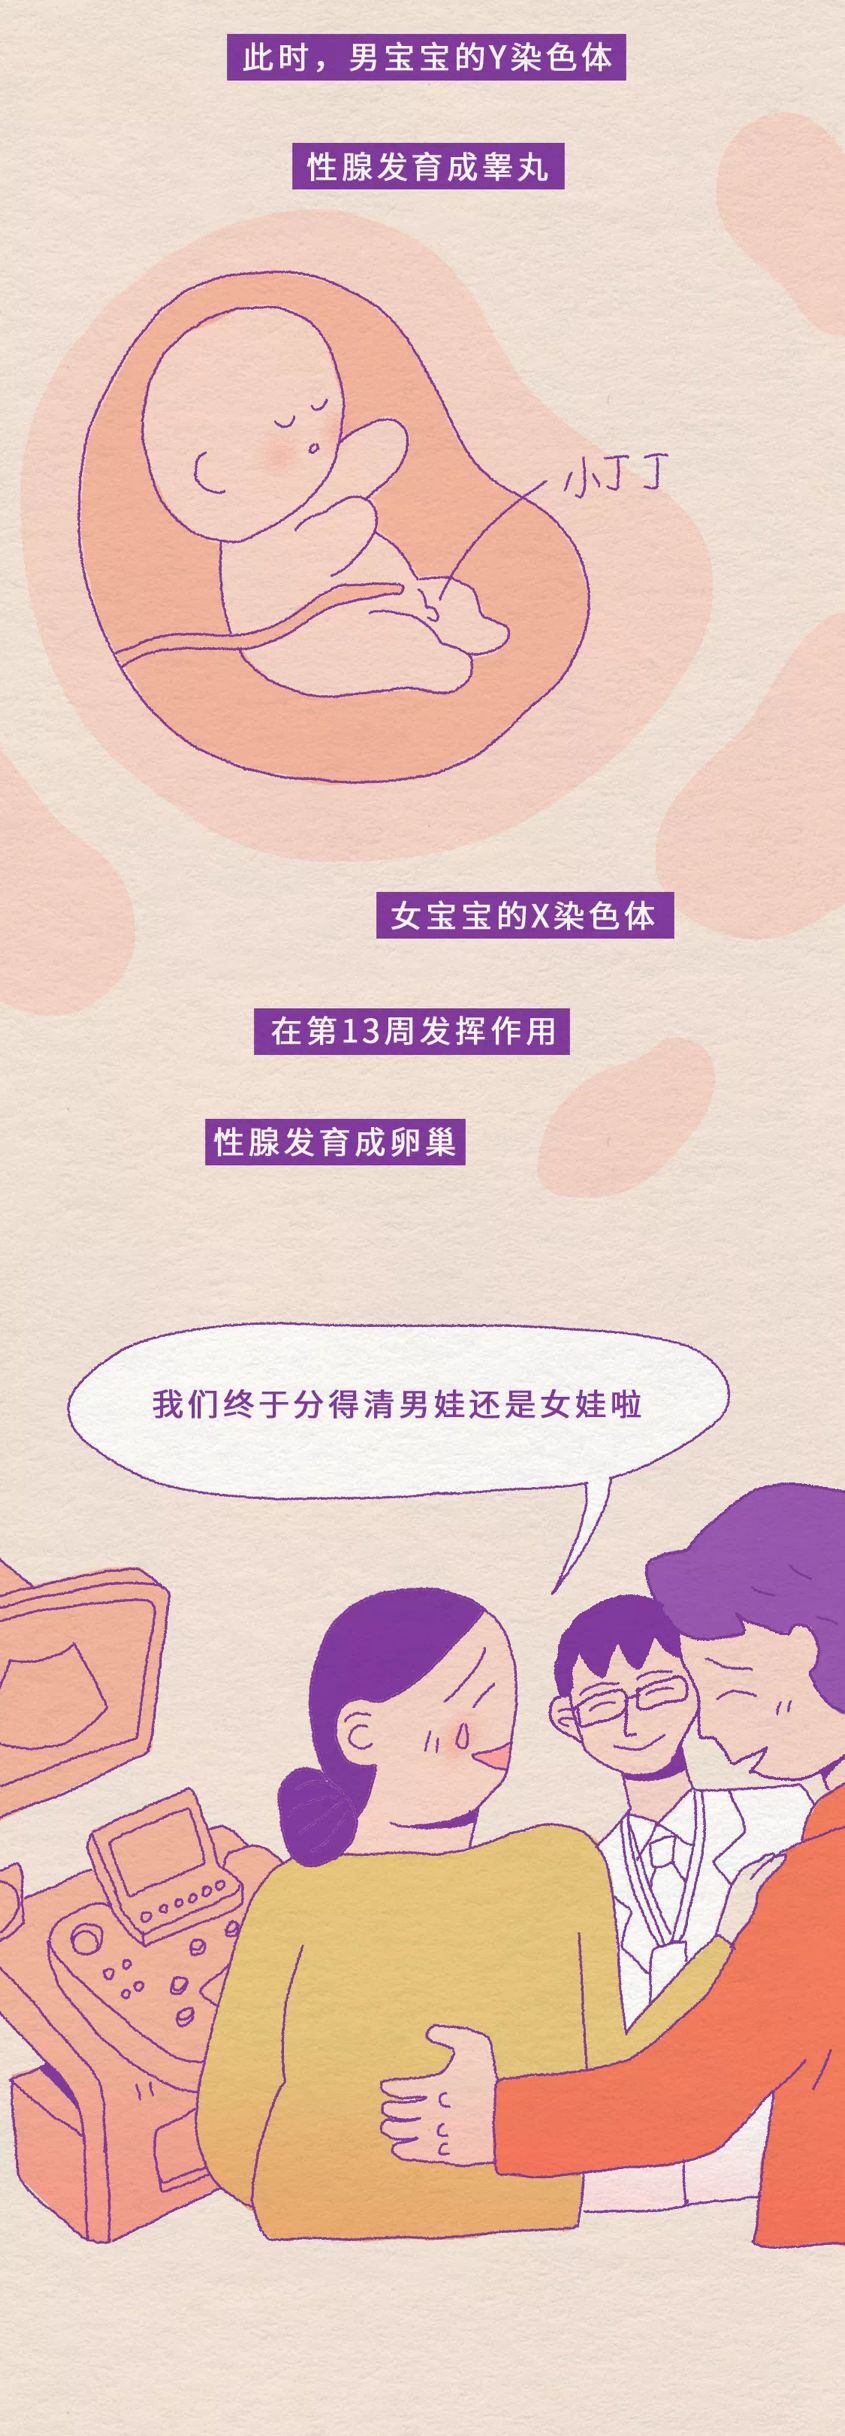 此时，男宝宝的Y染色体
性腺发育成睾丸
小丁丁
女宝宝的X染色体
在第13周发挥作用
性腺发育成卵巢
我们终于分得清男娃还是女娃啦